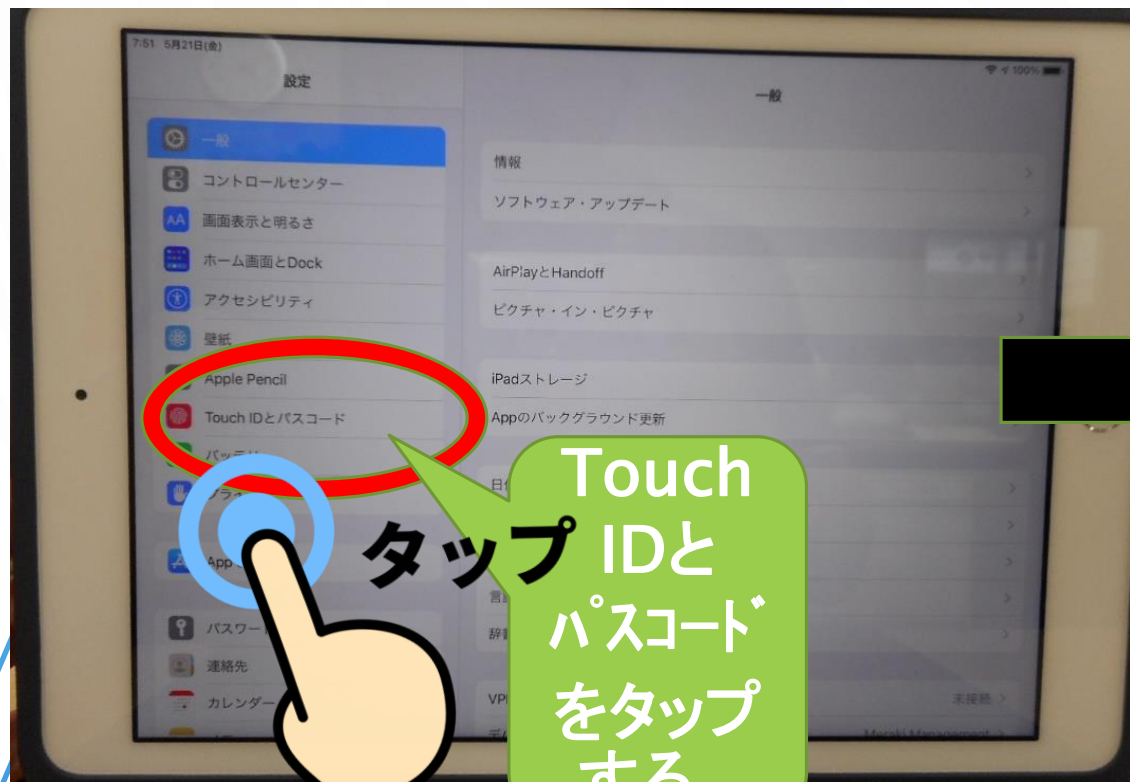 7:51 5月21日(金)
100%
設定
一般
一般
コントロールセンター
画面表示と明るさ
ホーム画面とDock
アクセシビリティ
壁紙
Apple Pencil
Touch IDとパスコード
App
連絡先
カレンダー
情報
ソフトウェア・アップデート
AirPlayとHandoff
ピクチャ・イン・ピクチャ
iPadストレージ
Appのバックグラウンド更新
未接続
Meraki Management
タップ
Touch
IDと
パスコード
をタップ
する